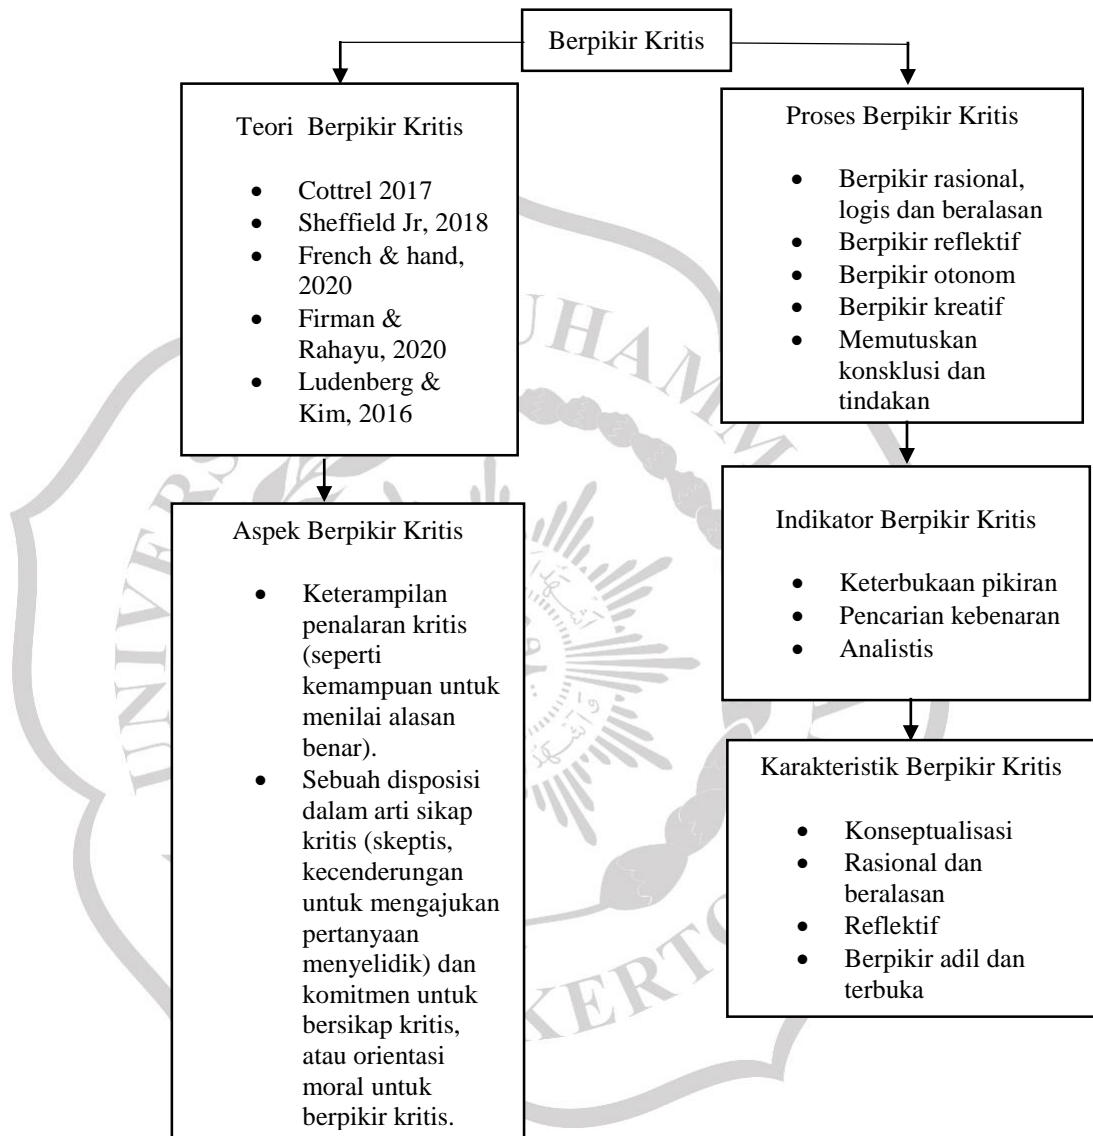 Berpikir Kritis
Teori Berpikir Kritis
• Cottrel 2017
• Sheffield Jr, 2018
• French & hand,
2020
• Firman &
Rahayu, 2020
• Ludenberg &
Kim, 2016
Aspek Berpikir Kritis
• Keterampilan
penalaran kritis
(seperti
kemampuan untuk
menilai alasan
benar).
• Sebuah disposisi
dalam arti sikap
kritis (skeptis,
kecenderungan
untuk mengajukan
pertanyaan
menyelidik) dan
komitmen untuk
bersikap kritis,
atau orientasi
moral untuk
berpikir kritis.
Proses Berpikir Kritis
• Berpikir rasional,
logis dan beralasan
• Berpikir reflektif
• Berpikir otonom
• Berpikir kreatif
• Memutuskan
konsklusi dan
tindakan
Indikator Berpikir Kritis
• Keterbukaan pikiran
• Pencarian kebenaran
• Analistis
Karakteristik Berpikir Kritis
• Konseptualisasi
• Rasional dan
beralasan
• Reflektif
• Berpikir adil dan
terbuka